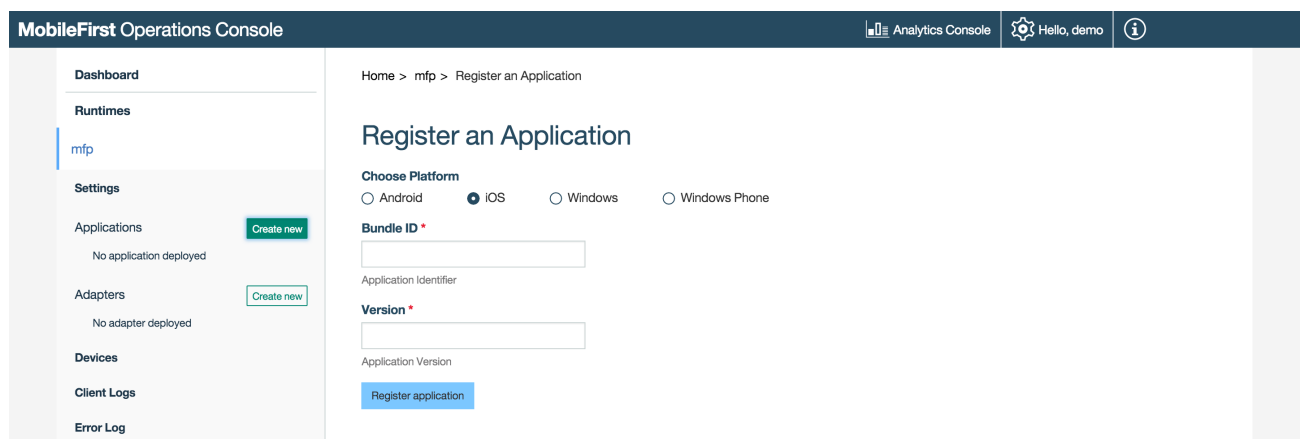 MobileFirst Operations Console
Analytics Console
Hello, demo
Dashboard
Runtimes
mfp
Settings
Applications
Create new
No application deployed
Adapters
Create new
No adapter deployed
Devices
Client Logs
Error Log
Home > mfp > Register an Application
Register an Application
Choose Platform
Android iOS Windows Windows Phone
Bundle ID *
Application Identifier
Version *
Application Version
Register application